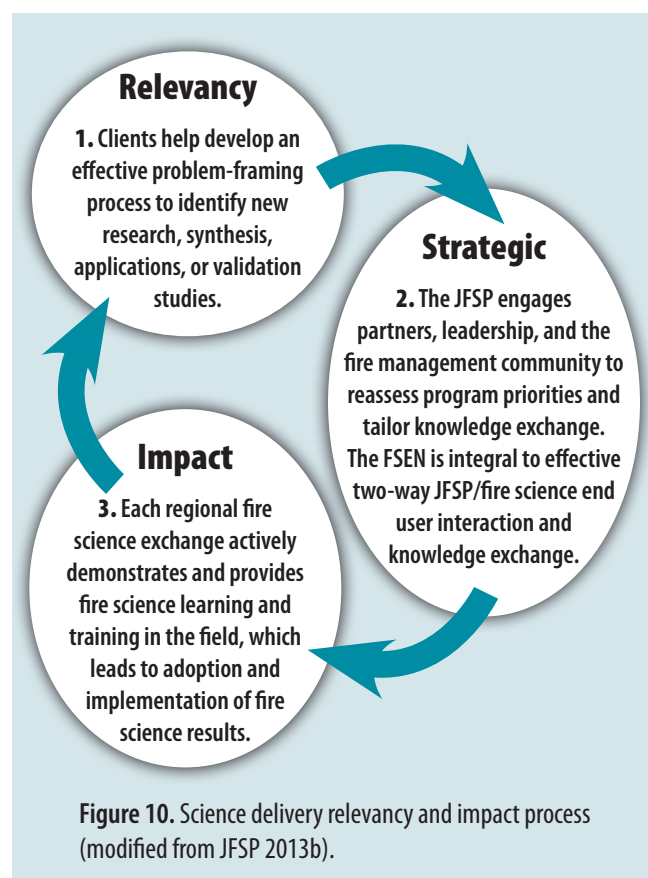 Relevancy
1. Clients help develop an
effective problem-framing
process to identify new
research, synthesis,
applications, or validation
studies.
Strategic
2. The JFSP engages
partners, leadership, and the
fire management community to
reassess program priorities and
tailor knowledge exchange.
The FSEN is integral to effective
two-way JFSP/fire science end
user interaction and
knowledge exchange.
Impact
3. Each regional fire
science exchange actively
demonstrates and provides
fire science learning and
training in the field, which
leads to adoption and
implementation of fire
science results.
Figure 10. Science delivery relevancy and impact process
(modified from JFSP 2013b).